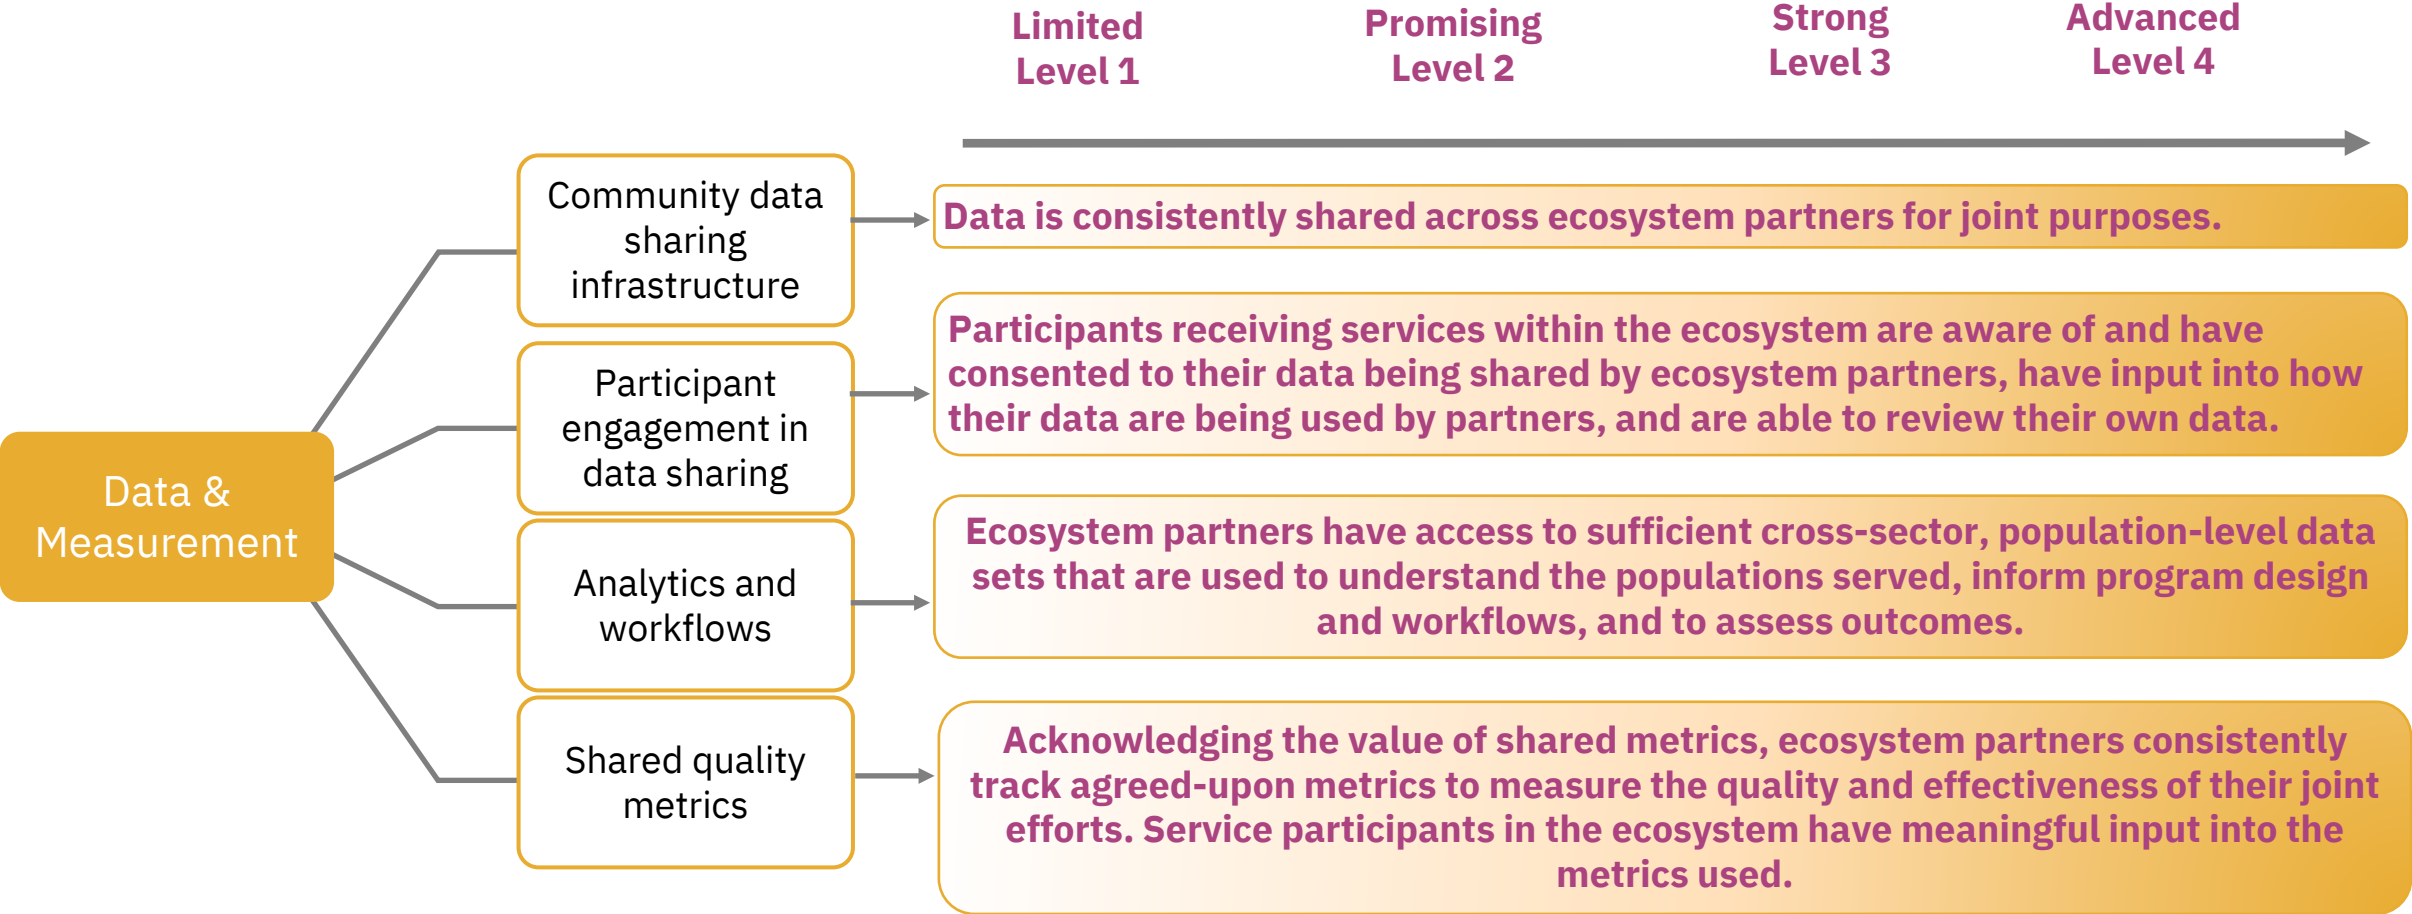 Limited
Level 1
Promising
Level 2
Strong
Level 3
Advanced
Level 4
Data &
Measurement
Community data
sharing
infrastructure
Data is consistently shared across ecosystem partners for joint purposes.
Participant
engagement in
data sharing
Participants receiving services within the ecosystem are aware of and have
consented to their data being shared by ecosystem partners, have input into how
their data are being used by partners, and are able to review their own data.
Analytics and
workflows
Ecosystem partners have access to sufficient cross-sector, population-level data
sets that are used to understand the populations served, inform program design
and workflows, and to assess outcomes.
Shared quality
metrics
Acknowledging the value of shared metrics, ecosystem partners consistently
track agreed-upon metrics to measure the quality and effectiveness of their joint
efforts. Service participants in the ecosystem have meaningful input into the
metrics used.